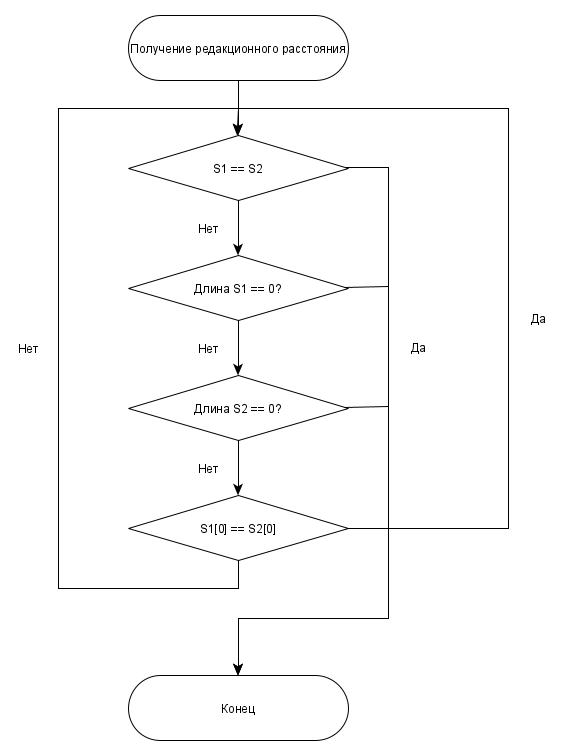 Получение редакционного расстояния
S1 == S2
Нет
Длина S1 == 0?
Да
Нет
Нет
Да
Длина S2 == 0?
Нет
S1[0] == S2[0]
Конец